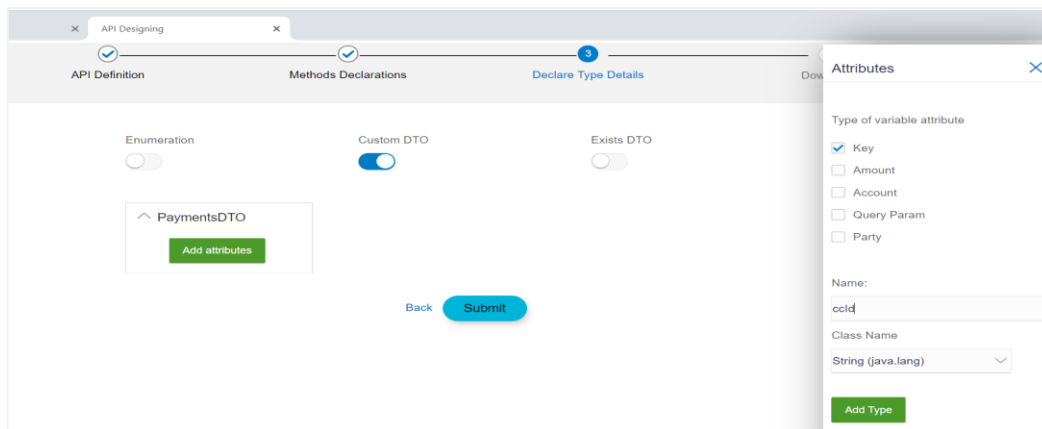 API Designing
3
API Definition
Methods Declarations
Declare Type Details
Dow
Enumeration
Custom DTO
Exists DTO
PaymentsDTO
Add attributes
Back
Submit
Attributes
Type of variable attribute
Key
Amount
Account
Query Param
Party
Name:
ccId
Class Name
String (java.lang)
Add Type